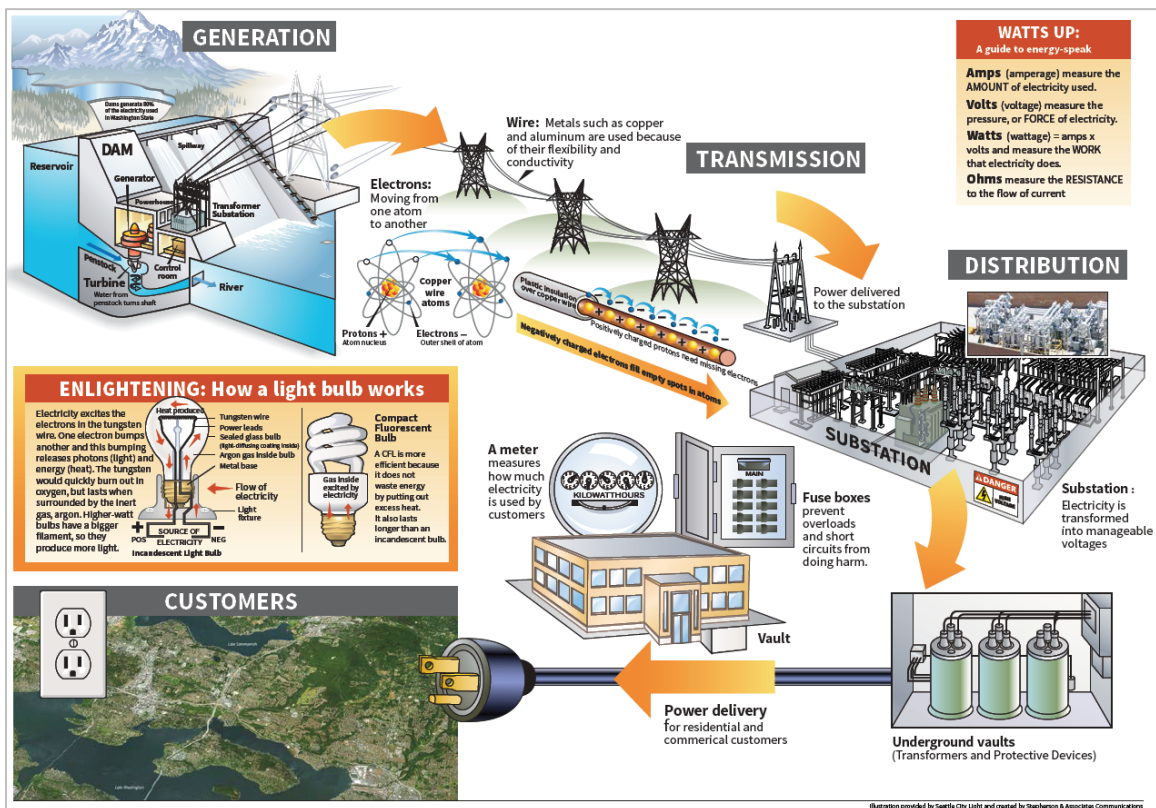 GENERATION
Dams generate 80%
of the electricity used
in Washington State
Reservoir
DAM
Spillway
Generator
Powerhouse
Transformer
Substation
Penstock
Turbine
Water from
penstock turns shaft
Control
room
River
Wire: Metals such as copper
and aluminum are used because
of their flexibility and
conductivity
Electrons:
Moving from
one atom
to another
Copper
wire
atoms
Protons +
Atom nucleus
Electrons –
Outer shell of atom
TRANSMISSION
Plastic insulation
over copper wire
Positively charged protons need missing electrons
Negatively charged electrons fill empty spots in atoms
Power delivered
to the substation
WATTS UP:
A guide to energy-speak
Amps (amperage) measure the
AMOUNT of electricity used.
Volts (voltage) measure the
pressure, or FORCE of electricity.
Watts (wattage) = amps x
volts and measure the WORK
that electricity does.
Ohms measure the RESISTANCE
to the flow of current
DISTRIBUTION
SUBSTATION
DANGER
HIGH
VOLTAGE
Substation :
Electricity is
transformed
into manageable
voltages
ENLIGHTENING: How a light bulb works
Electricity excites the
electrons in the tungsten
wire. One electron bumps
another and this bumping
releases photons (light) and
energy (heat). The tungsten
would quickly burn out in
oxygen, but lasts when
surrounded by the inert
gas, argon. Higher-watt
bulbs have a bigger
filament, so they
produce more light.
Heat produced
Tungsten wire
Power leads
Sealed glass bulb
(light-diffusing coating inside)
Argon gas inside bulb
Metal base
Flow of
electricity
Light
fixture
+
–
POS
SOURCE OF
ELECTRICITY
NEG
Incandescent Light Bulb
Gas inside
excited by
electricity
Compact
Fluorescent
Bulb
A CFL is more
efficient because
it does not
waste energy by
putting out
excess heat.
It also lasts
longer than an
incandescent bulb.
A meter
measures
how much
electricity
is used by
customers
KILOWATTHOURS
MAIN
Fuse boxes
prevent
overloads
and short
circuits from
doing harm.
Vault
CUSTOMERS
Lake Sammamish
Lake Washington
Power delivery
for residential and
commerical customers
Underground vaults
(Transformers and Protective Devices)
Illustration provided by Seattle City Light and created by Stepherson & Associates Communications